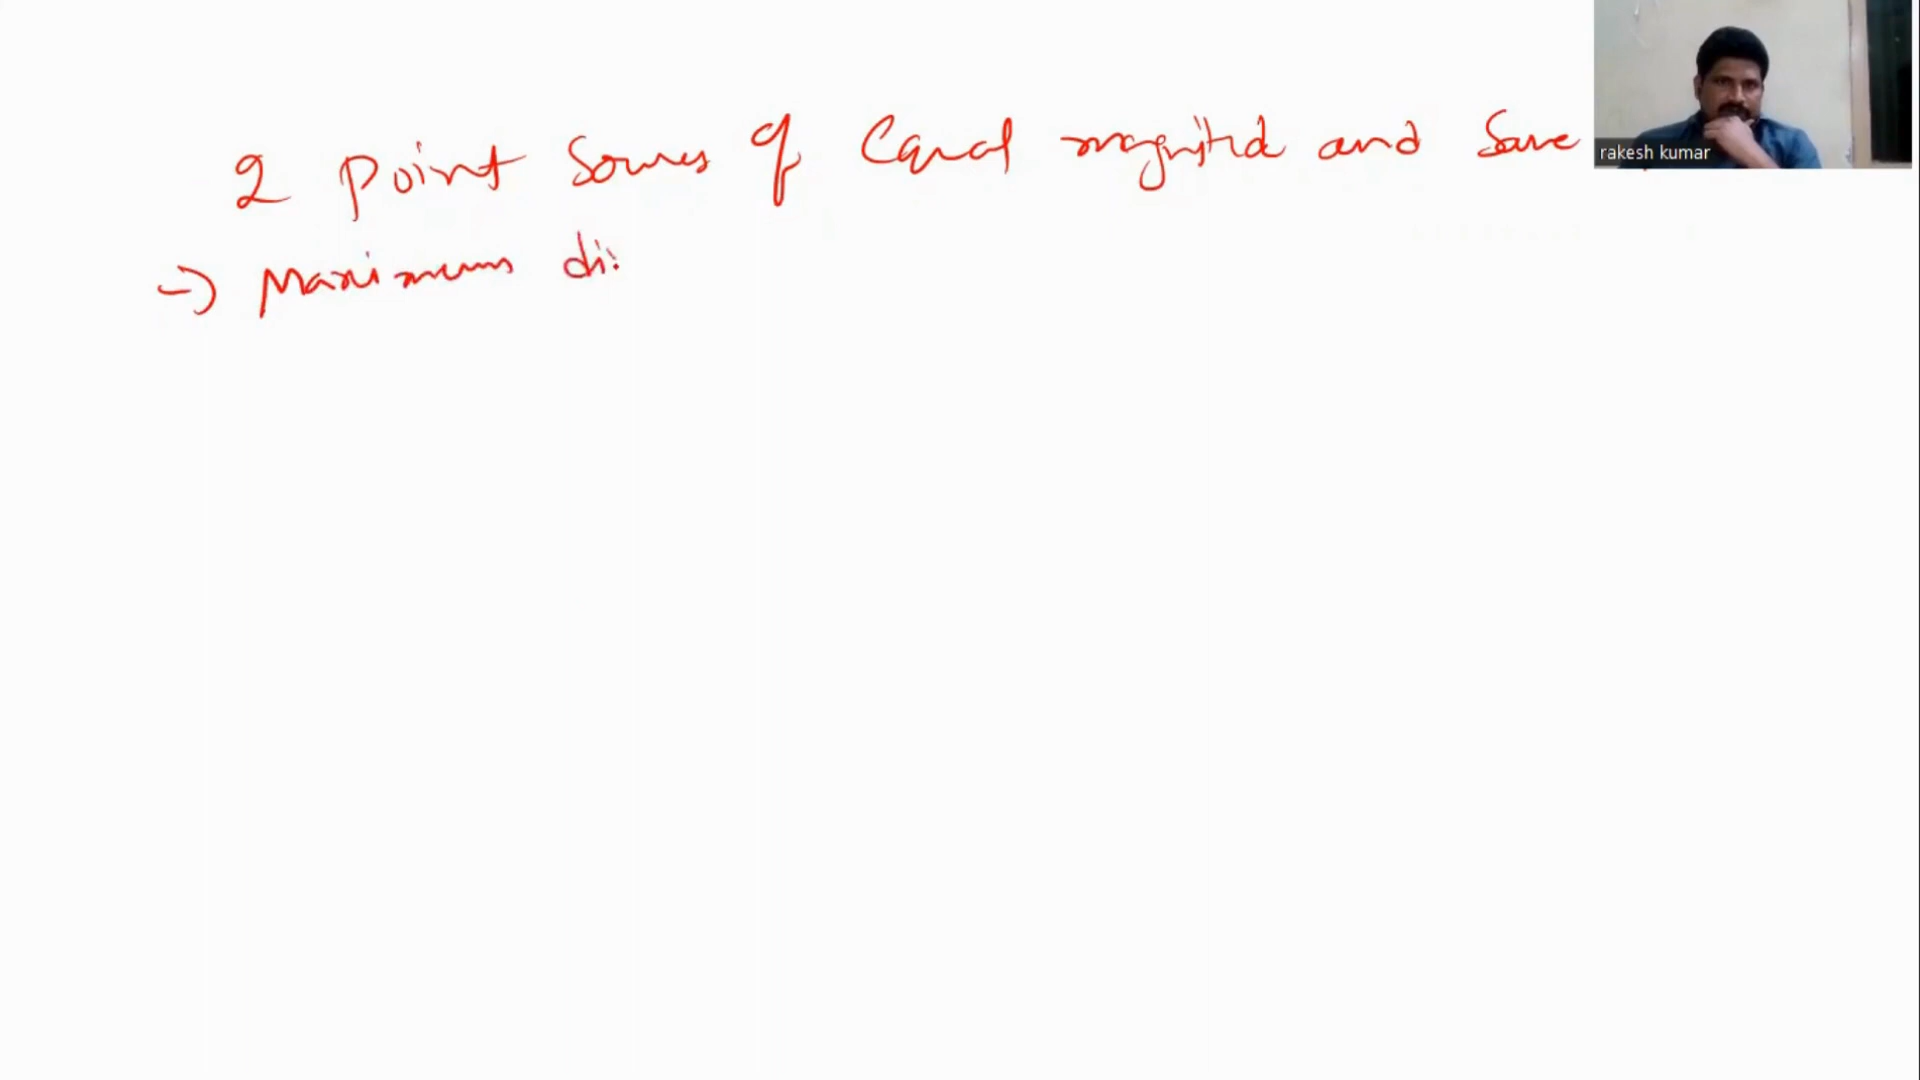 2 Point Sources of Equal magnitude and Same
→ Maximum di
rakesh kumar